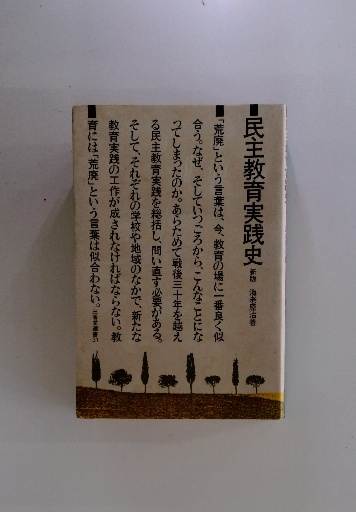 民主教育実践史 新版 海老原治善
「荒廃」という言葉は、今、教育の場に一番良く似
合う。なぜ、そしていつごろから、こんなことにな
ってしまったのか。あらためて戦後三十年を越え
る民主教育実践を総括し、問い直す必要がある。
そして、それぞれの学校や地域のなかで、新たな
教育実践の工作が成されなければならない。教
育には「荒廃」という言葉は似合わない。